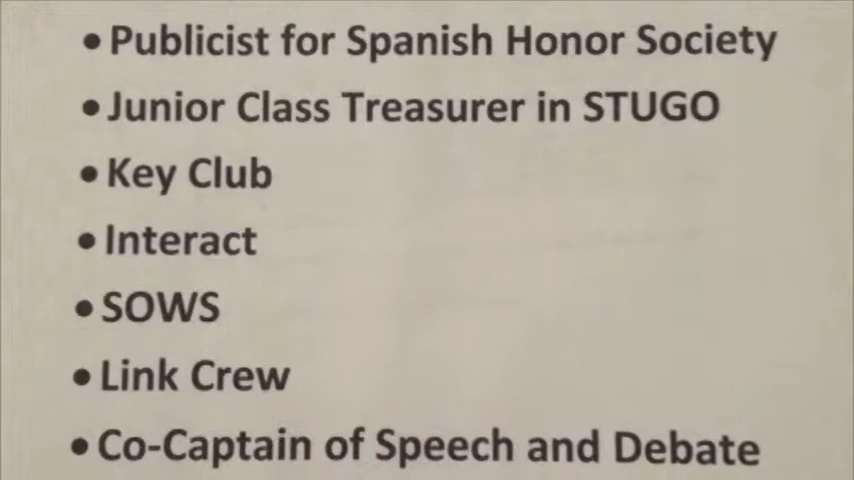 • Publicist for Spanish Honor Society
• Junior Class Treasurer in STUGO
• Key Club
• Interact
• SOWS
• Link Crew
• Co-Captain of Speech and Debate